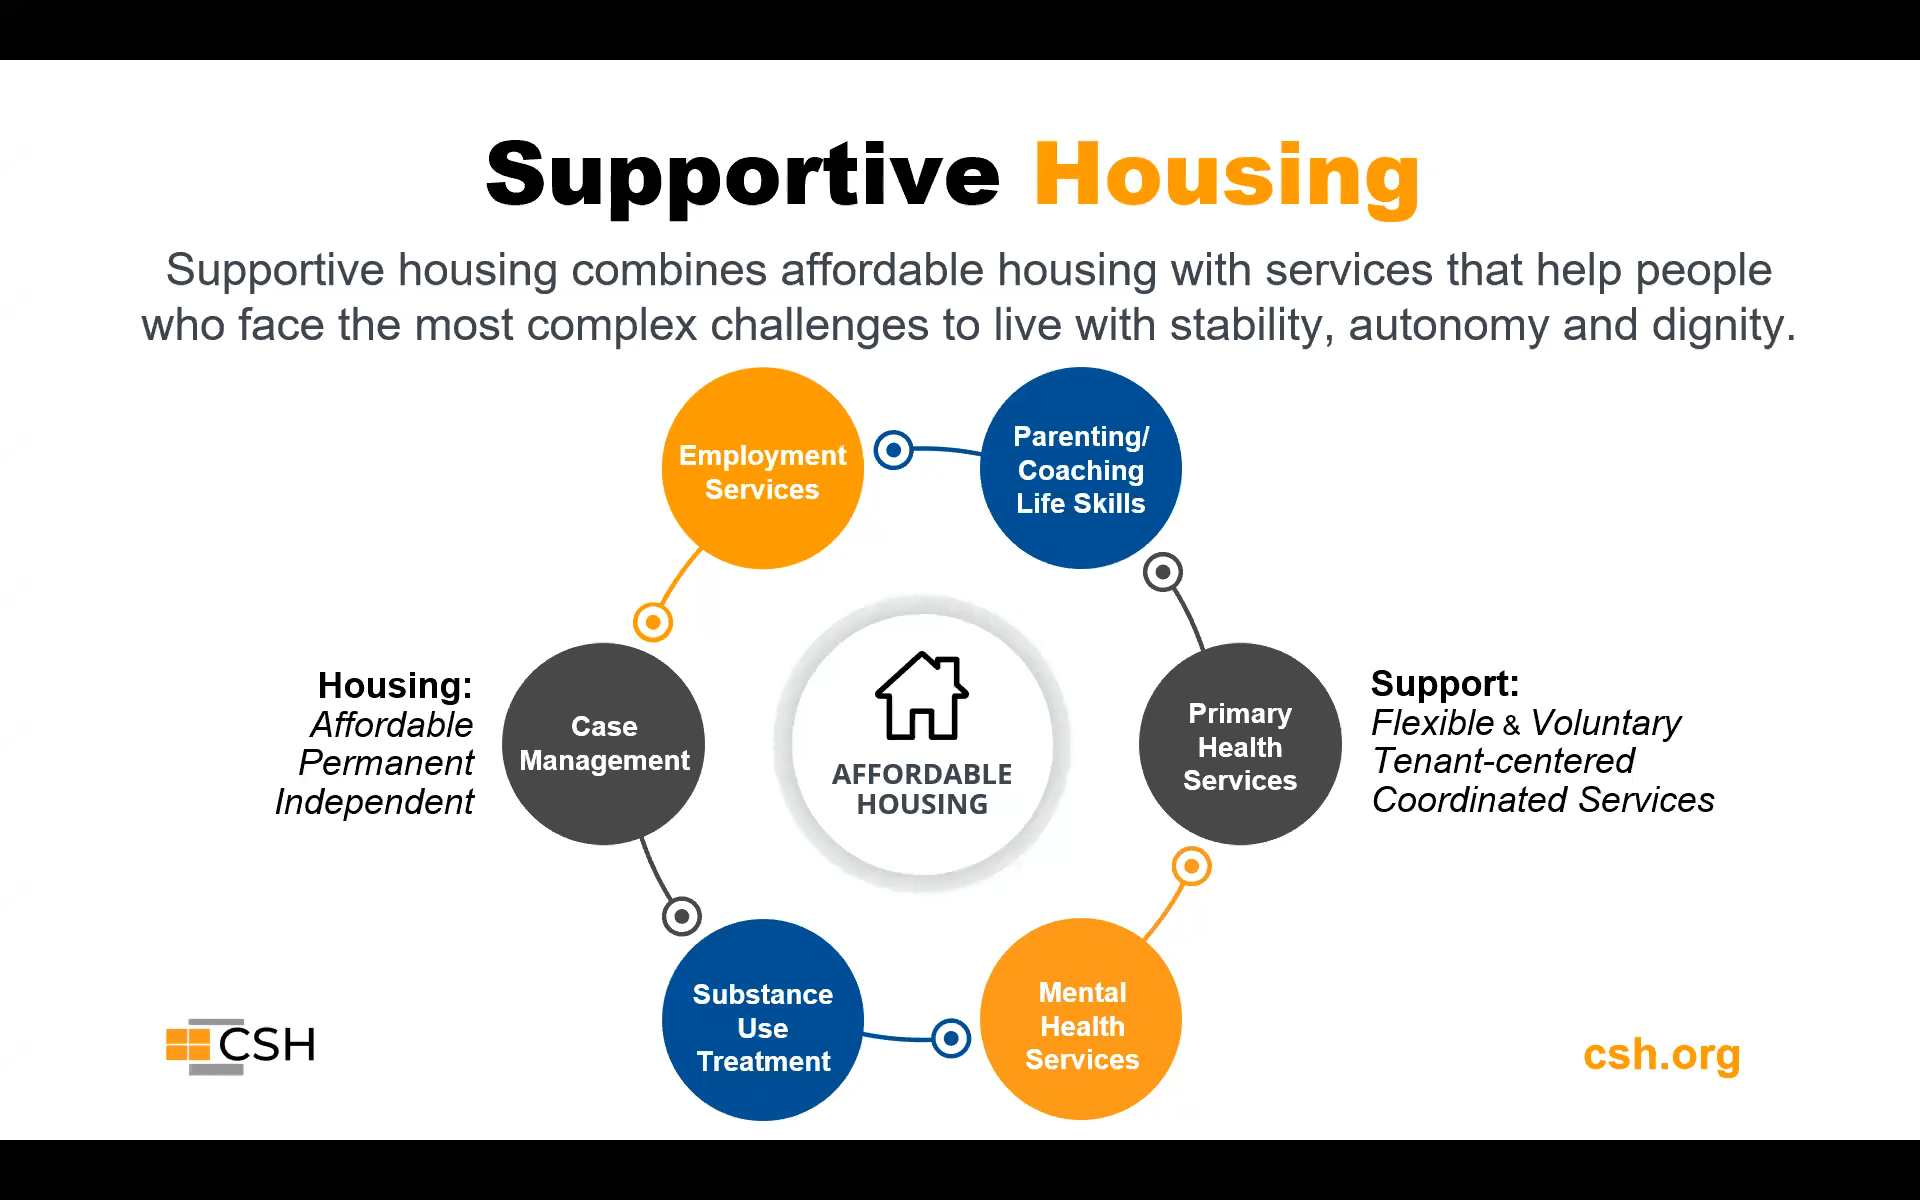 Supportive Housing
Supportive housing combines affordable housing with services that help people
who face the most complex challenges to live with stability, autonomy and dignity.
Employment
Services
Parenting/
Coaching
Life Skills
Housing:
Affordable
Permanent
Independent
Case
Management
AFFORDABLE
HOUSING
Primary
Health
Services
Support:
Flexible & Voluntary
Tenant-centered
Coordinated Services
Substance
Use
Treatment
Mental
Health
Services
CSH
csh.org